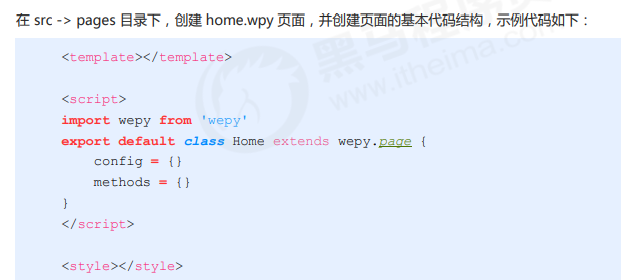 在 src -> pages 目录下，创建 home.wpy 页面，并创建页面的基本代码结构，示例代码如下：
<template></template>
<script>
import wepy from 'wepy'
export default class Home extends wepy.page {
config = {}
methods = {}
}
</script>
<style></style>
黑马程序员
www.itheima.com